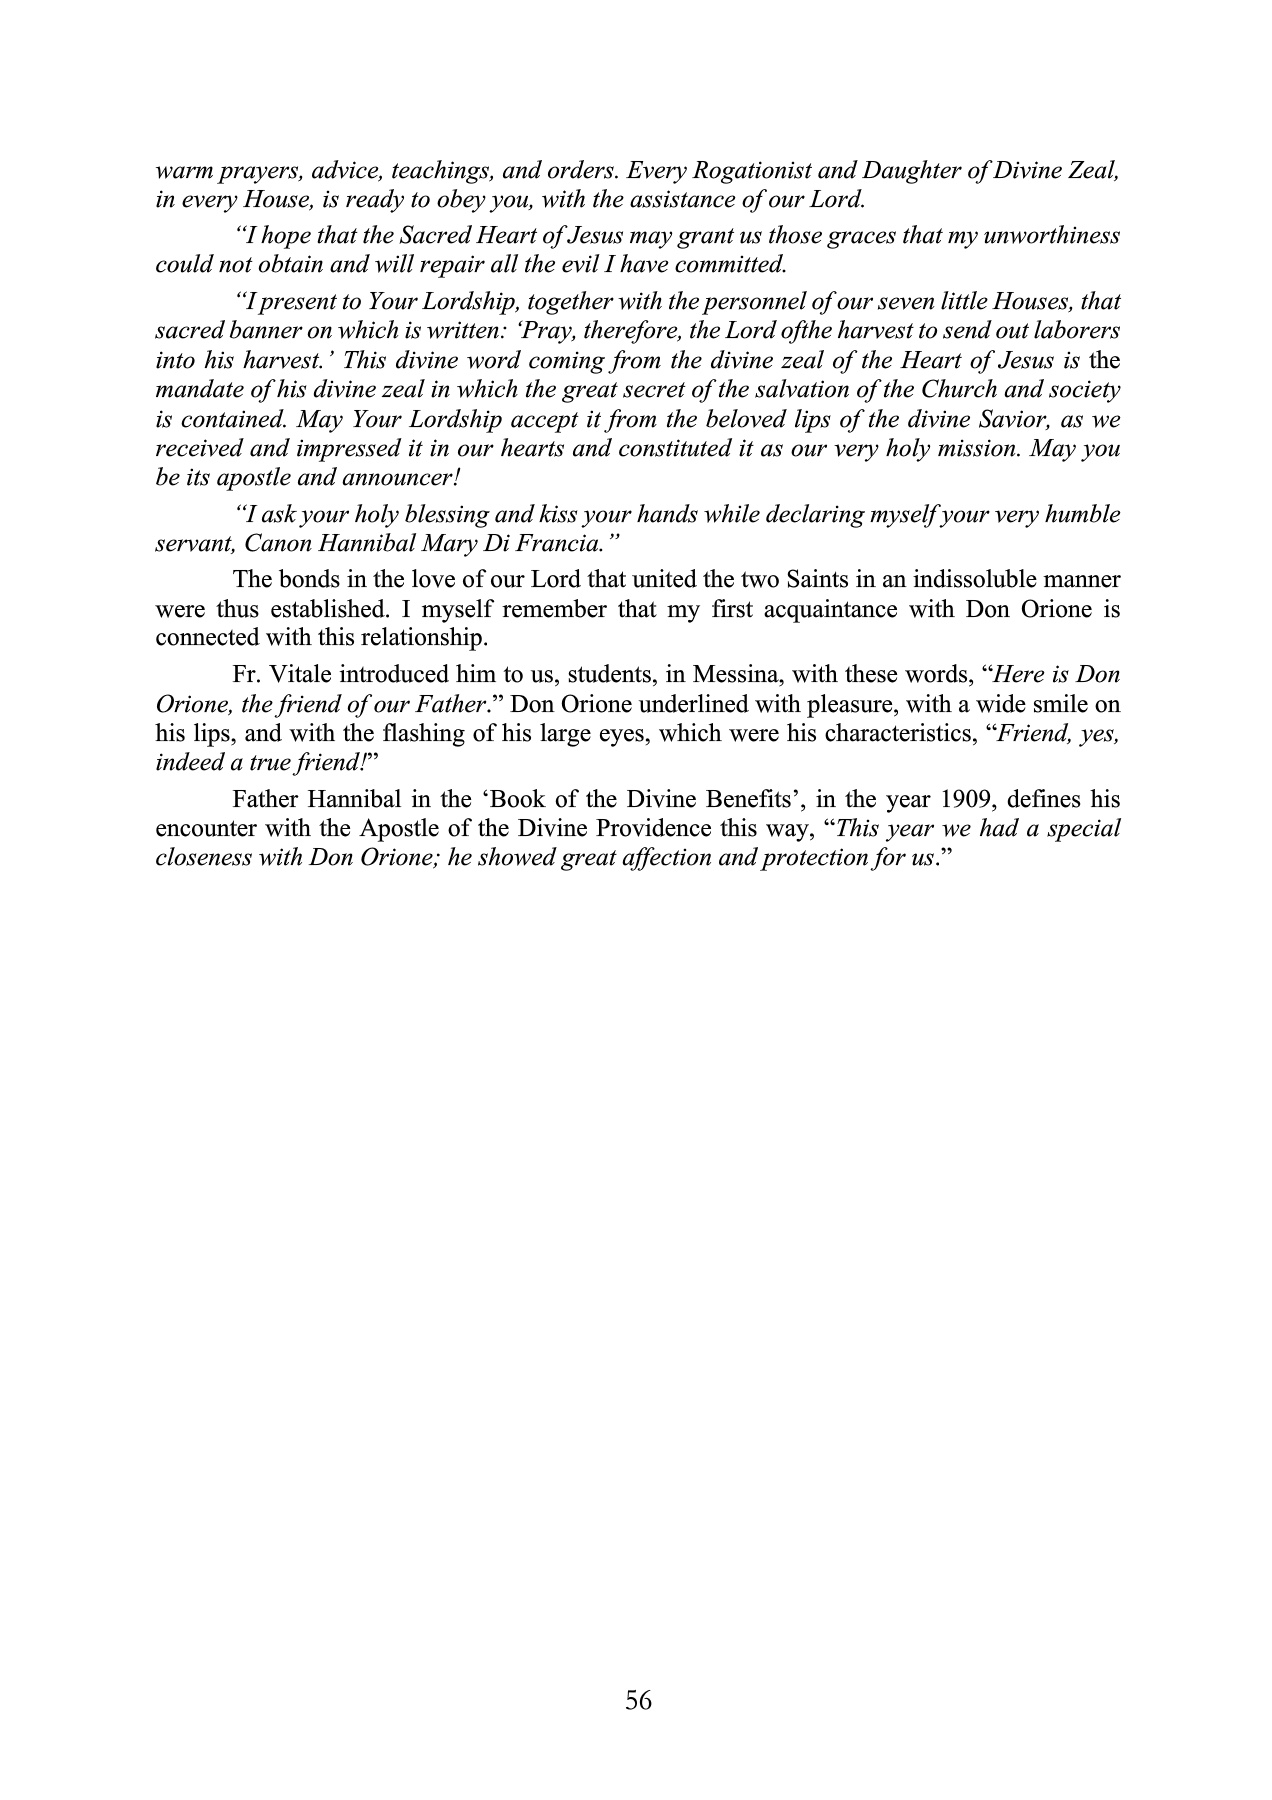 warm prayers, advice, teachings, and orders. Every Rogationist and Daughter of Divine Zeal,
in every House, is ready to obey you, with the assistance of our Lord.
“I hope that the Sacred Heart of Jesus may grant us those graces that my unworthiness
could not obtain and will repair all the evil I have committed.
“I present to Your Lordship, together with the personnel of our seven little Houses, that
sacred banner on which is written: ‘Pray, therefore, the Lord ofthe harvest to send out laborers
into his harvest.’ This divine word coming from the divine zeal of the Heart of Jesus is the
mandate of his divine zeal in which the great secret of the salvation of the Church and society
is contained. May Your Lordship accept it from the beloved lips of the divine Savior, as we
received and impressed it in our hearts and constituted it as our very holy mission. May you
be its apostle and announcer!
“I ask your holy blessing and kiss your hands while declaring myself your very humble
servant, Canon Hannibal Mary Di Francia.”
The bonds in the love of our Lord that united the two Saints in an indissoluble manner
were thus established. I myself remember that my first acquaintance with Don Orione is
connected with this relationship.
Fr. Vitale introduced him to us, students, in Messina, with these words, “Here is Don
Orione, the friend of our Father.” Don Orione underlined with pleasure, with a wide smile on
his lips, and with the flashing of his large eyes, which were his characteristics, “Friend, yes,
indeed a true friend!”
Father Hannibal in the ‘Book of the Divine Benefits’, in the year 1909, defines his
encounter with the Apostle of the Divine Providence this way, “This year we had a special
closeness with Don Orione; he showed great affection and protection for us.”
56